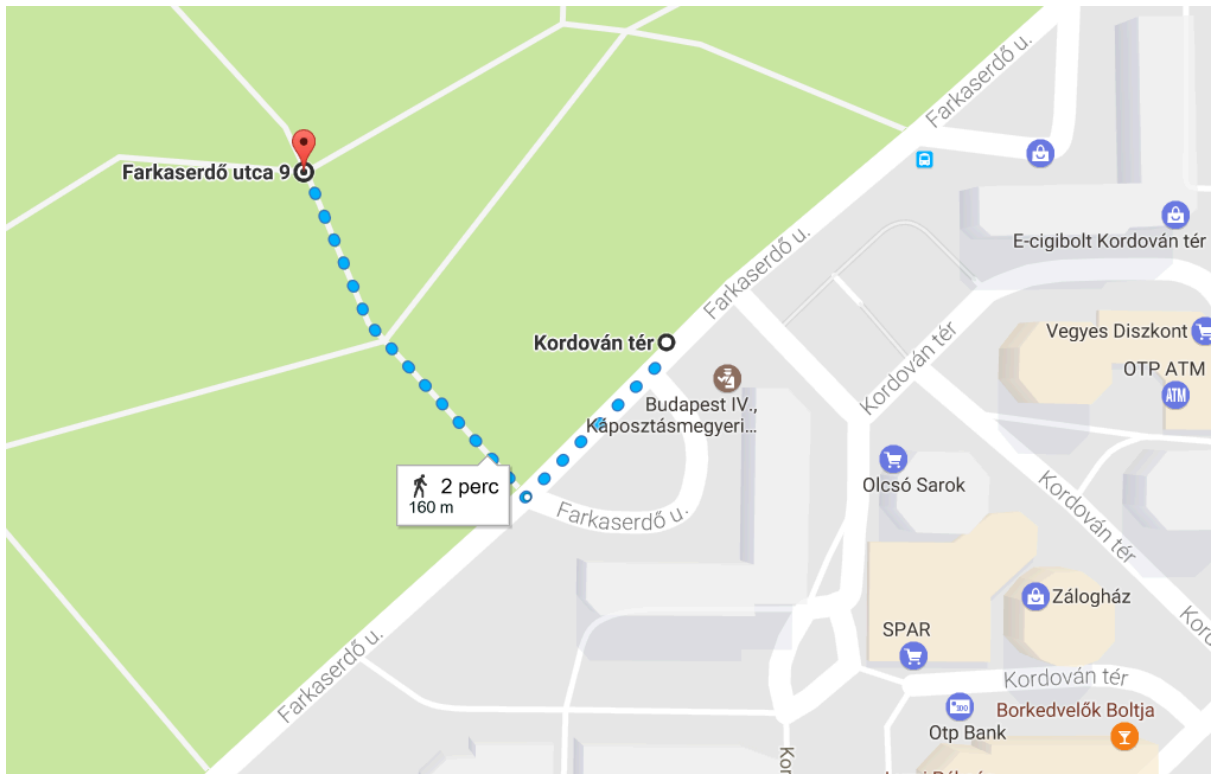 Farkaserdő u.
Farkaserdő utca 9
E-cigibolt Kordován tér
Farkaserdő u.
Kordován tér
Vegyes Diszkont
Kordován tér
OTP ATM
ATM
Budapest IV.,
Káposztásmegyeri...
2 perc
160 m
Olcsó Sarok
Farkaserdő u.
Kordován tér
Zálogház
SPAR
Farkaserdő u.
Kordován tér
Borkedvelők Boltja
Otp Bank